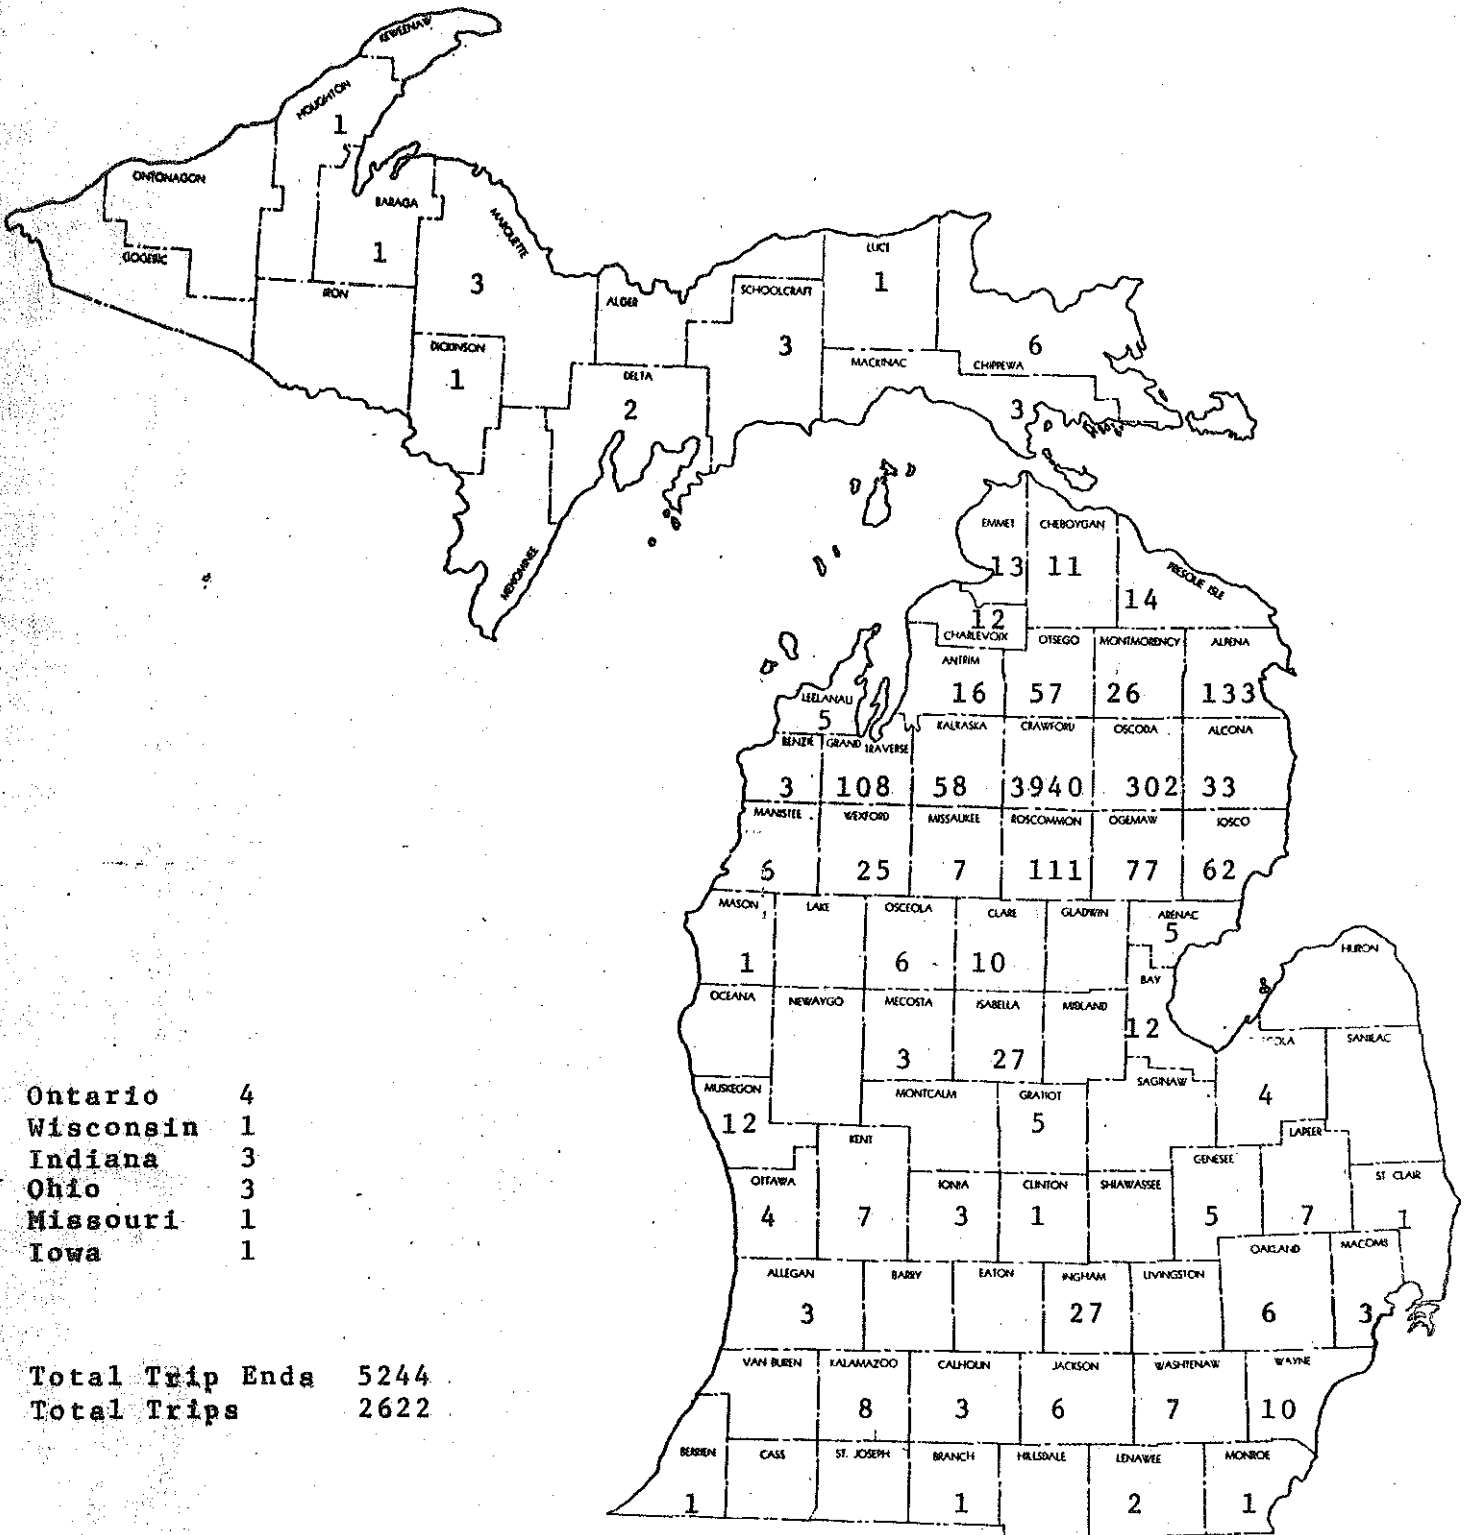 KEWEENAW
HOUGHTON
1
ONTONAGON
BARAGA
1
GOGEBIC
IRON
MARQUETTE
3
DICKINSON
1
ALGER
DELTA
2
SCHOOLCRAFT
3
LUCE
1
MACKINAC
3
CHIPPEWA
6
MENOMINEE
EMMET
13
CHEBOYGAN
11
PRESQUE ISLE
14
12
CHARLEVOIX
OTSEGO
57
MONTMORENCY
26
ALPENA
133
ANTRIM
16
LEELANAU
5
BENZIE
3
GRAND TRAVERSE
108
KALKASKA
58
CRAWFORD
3940
OSCODA
302
ALCONA
33
MANISTEE
6
WEXFORD
25
MISSAUKEE
7
ROSCOMMON
111
OGEMAW
77
IOSCO
62
MASON
1
LAKE
OSCEOLA
6
CLARE
10
GLADWIN
ARENAC
5
HURON
BAY
12
OCEANA
NEWAYGO
MECOSTA
3
ISABELLA
27
MIDLAND
COLA
4
SANILAC
MUSKEGON
12
MONTCALM
GRATIOT
5
SAGINAW
KENT
7
LAPEER
7
GENESEE
5
OTTAWA
4
IONIA
3
CLINTON
1
SHIAWASSEE
ST CLAIR
1
OAKLAND
6
MACOMB
3
ALLEGAN
3
BARRY
EATON
INGHAM
27
LIVINGSTON
VAN BUREN
KALAMAZOO
8
CALHOUN
3
JACKSON
6
WASHTENAW
7
WAYNE
10
BERRIEN
1
CASS
ST. JOSEPH
BRANCH
1
HILLSDALE
LENAWEE
2
MONROE
1
Ontario 4
Wisconsin 1
Indiana 3
Ohio 3
Missouri 1
Iowa 1
Total Trip Ends 5244
Total Trips 2622